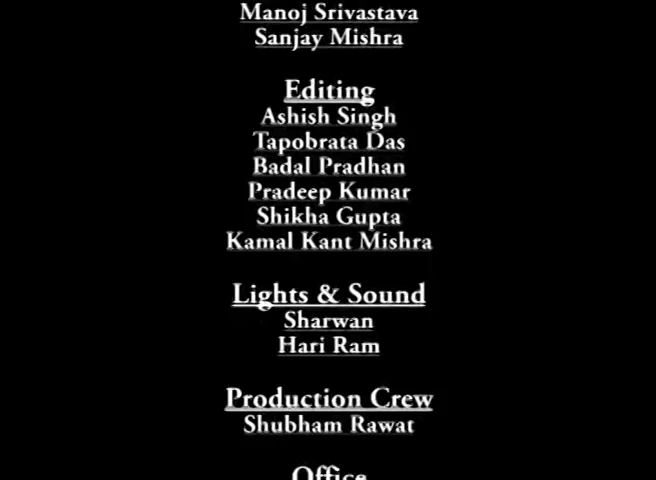 Manoj Srivastava
Sanjay Mishra
Editing
Ashish Singh
Tapobrata Das
Badal Pradhan
Pradeep Kumar
Shikha Gupta
Kamal Kant Mishra
Lights & Sound
Sharwan
Hari Ram
Production Crew
Shubham Rawat
Office